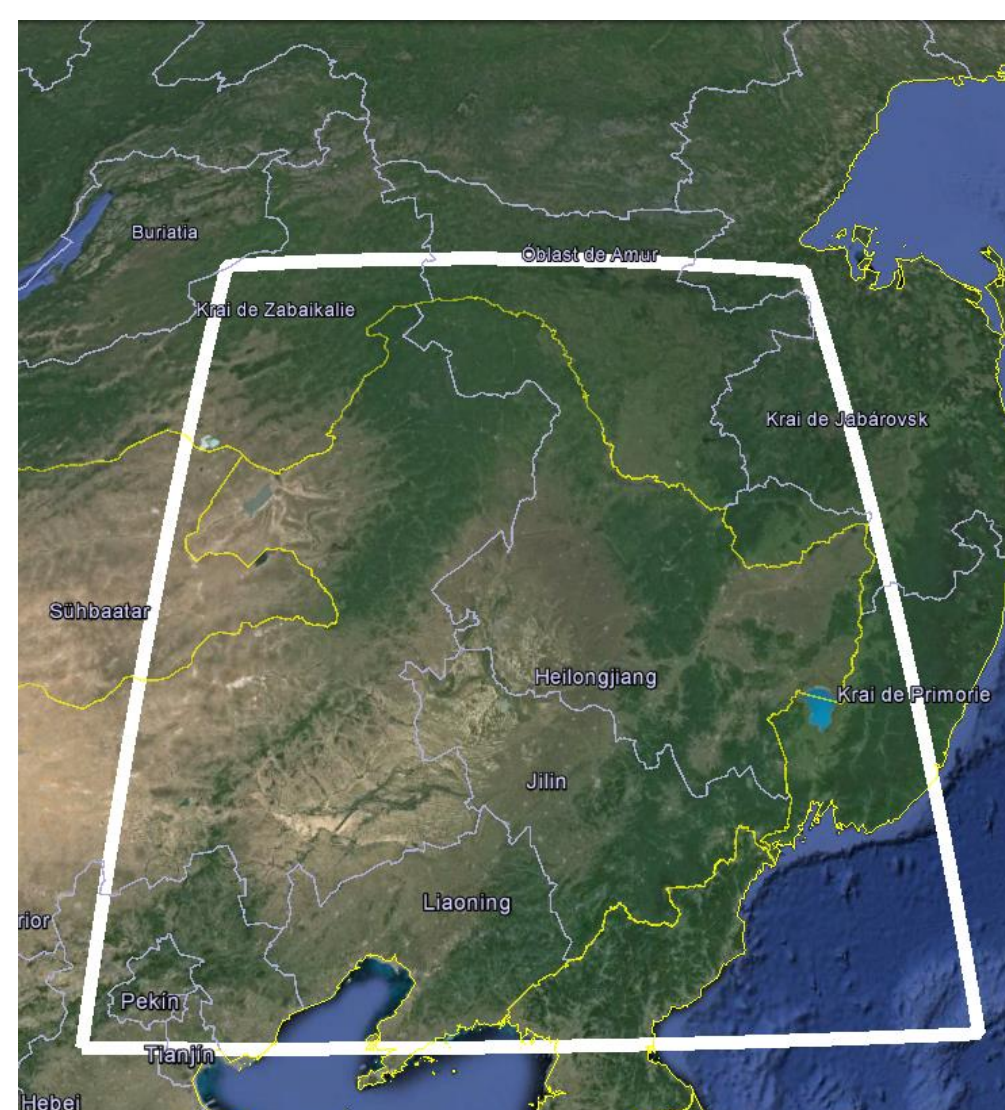 Buriatia
Óblast de Amur
Krai de Zabaikalie
Krai de Jabárovsk
Sühbaatar
Heilongjiang
Krai de Primorie
Jilin
Liaoning
rior
Pekín
Tianjín
Hebei